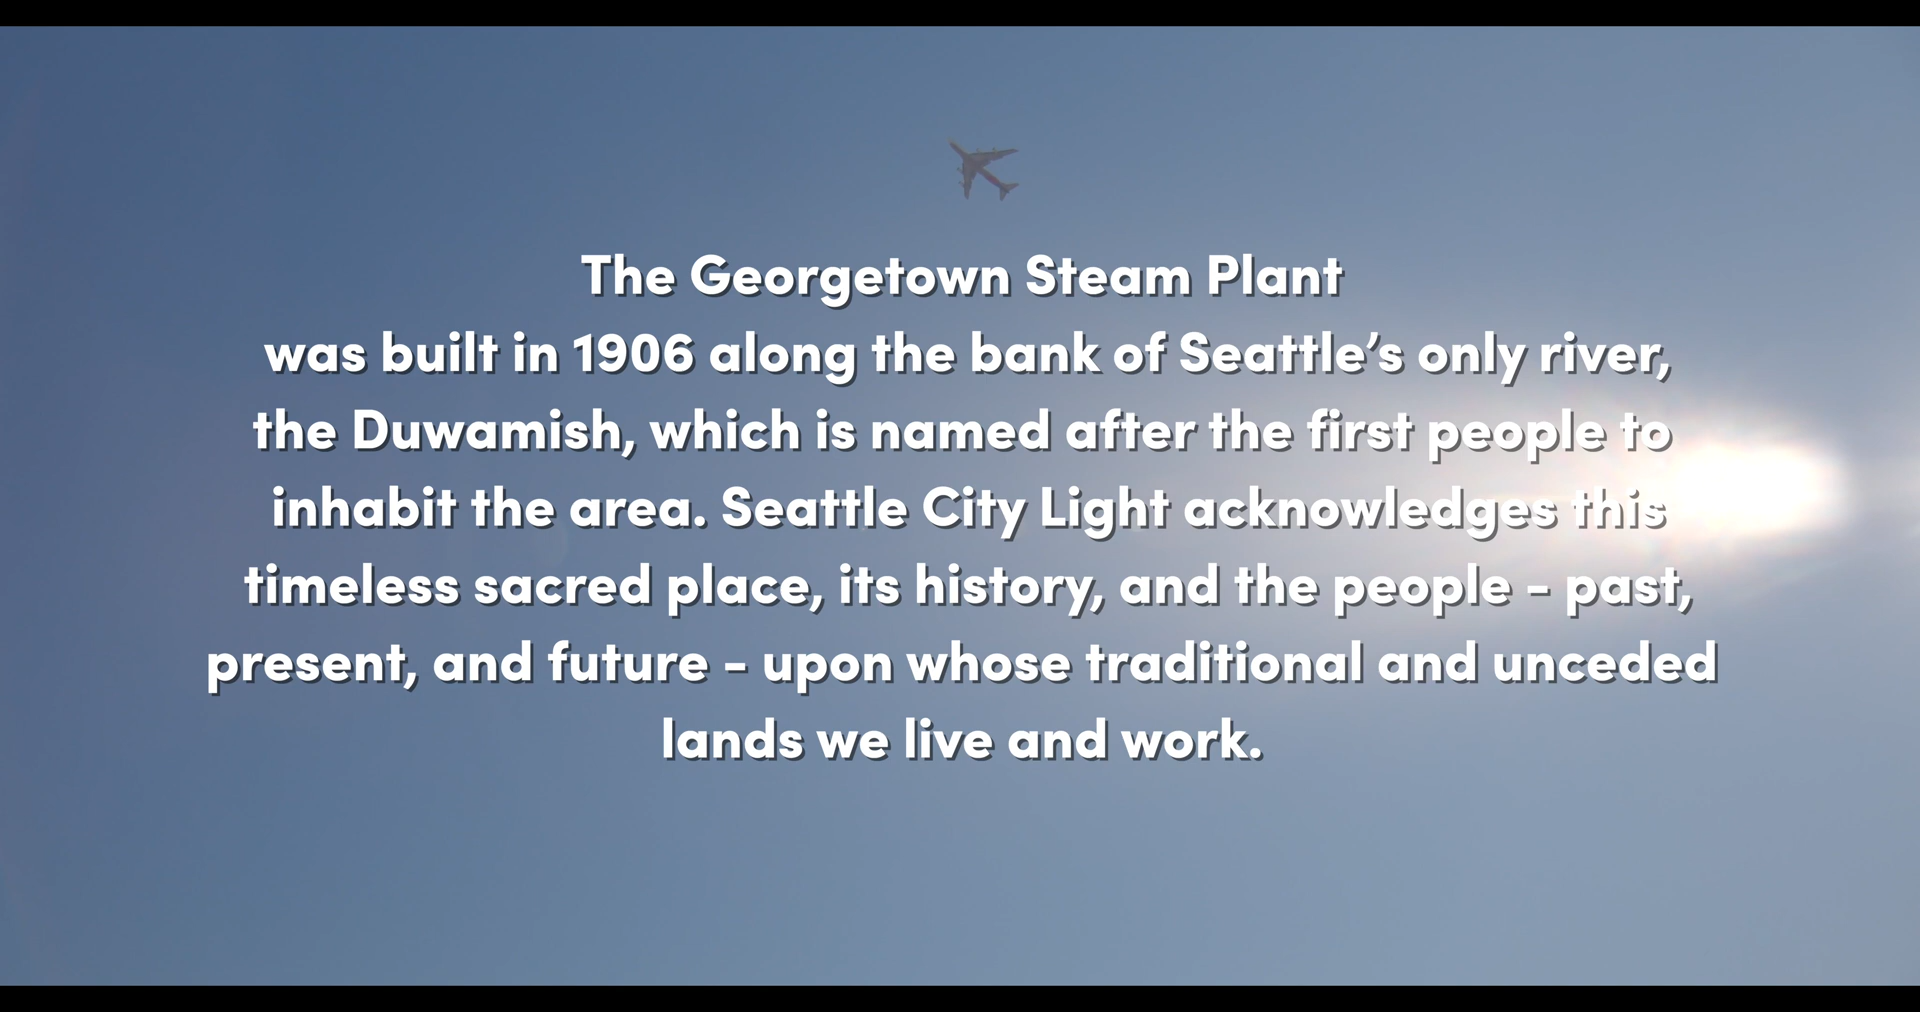 The Georgetown Steam Plant
was built in 1906 along the bank of Seattle’s only river,
the Duwamish, which is named after the first people to
inhabit the area. Seattle City Light acknowledges this
timeless sacred place, its history, and the people - past,
present, and future - upon whose traditional and unceded
lands we live and work.